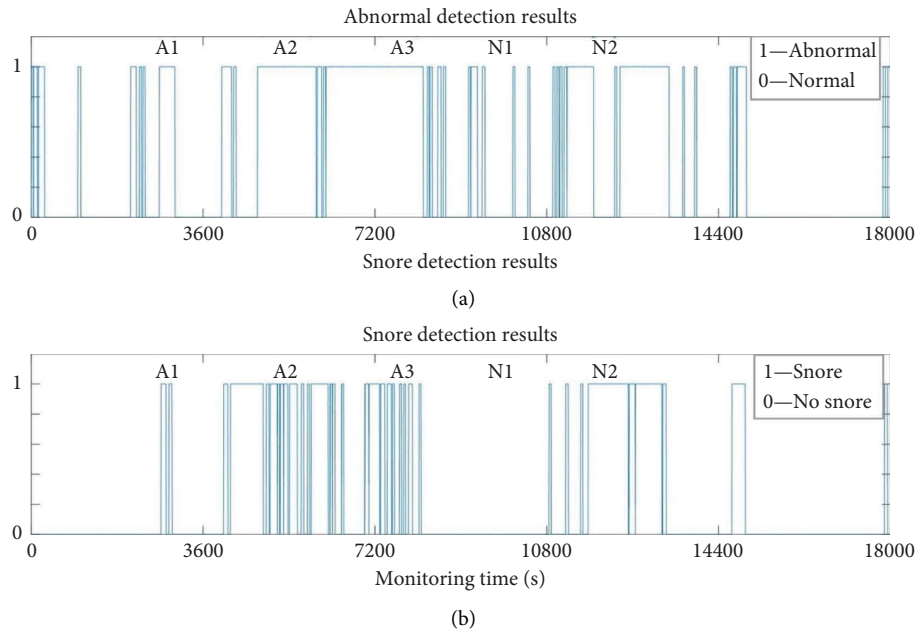 Abnormal detection results
A1 A2 A3 N1 N2
1—Abnormal
0—Normal
1
0
0 3600 7200 10800 14400 18000
Snore detection results
(a)
Snore detection results
A1 A2 A3 N1 N2
1—Snore
0—No snore
1
0
0 3600 7200 10800 14400 18000
Monitoring time (s)
(b)